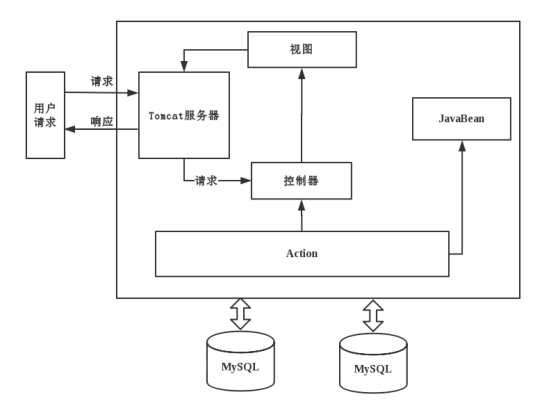 视图
请求
用户
请求
Tomcat服务器
响应
JavaBean
请求
控制器
Action
MySQL
MySQL